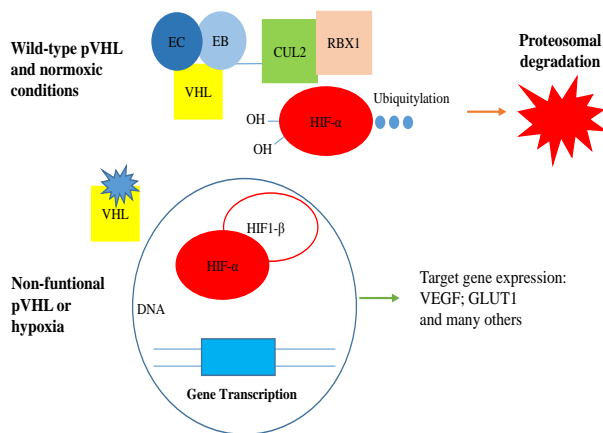 Wild-type pVHL
and normoxic
conditions
EC
EB
VHL
CUL2
RBX1
Proteosomal
degradation
Ubiquitylation
OH
OH
HIF-α
VHL
HIF1-β
HIF-α
Non-funtional
pVHL or
hypoxia
DNA
Gene Transcription
Target gene expression:
VEGF; GLUT1
and many others